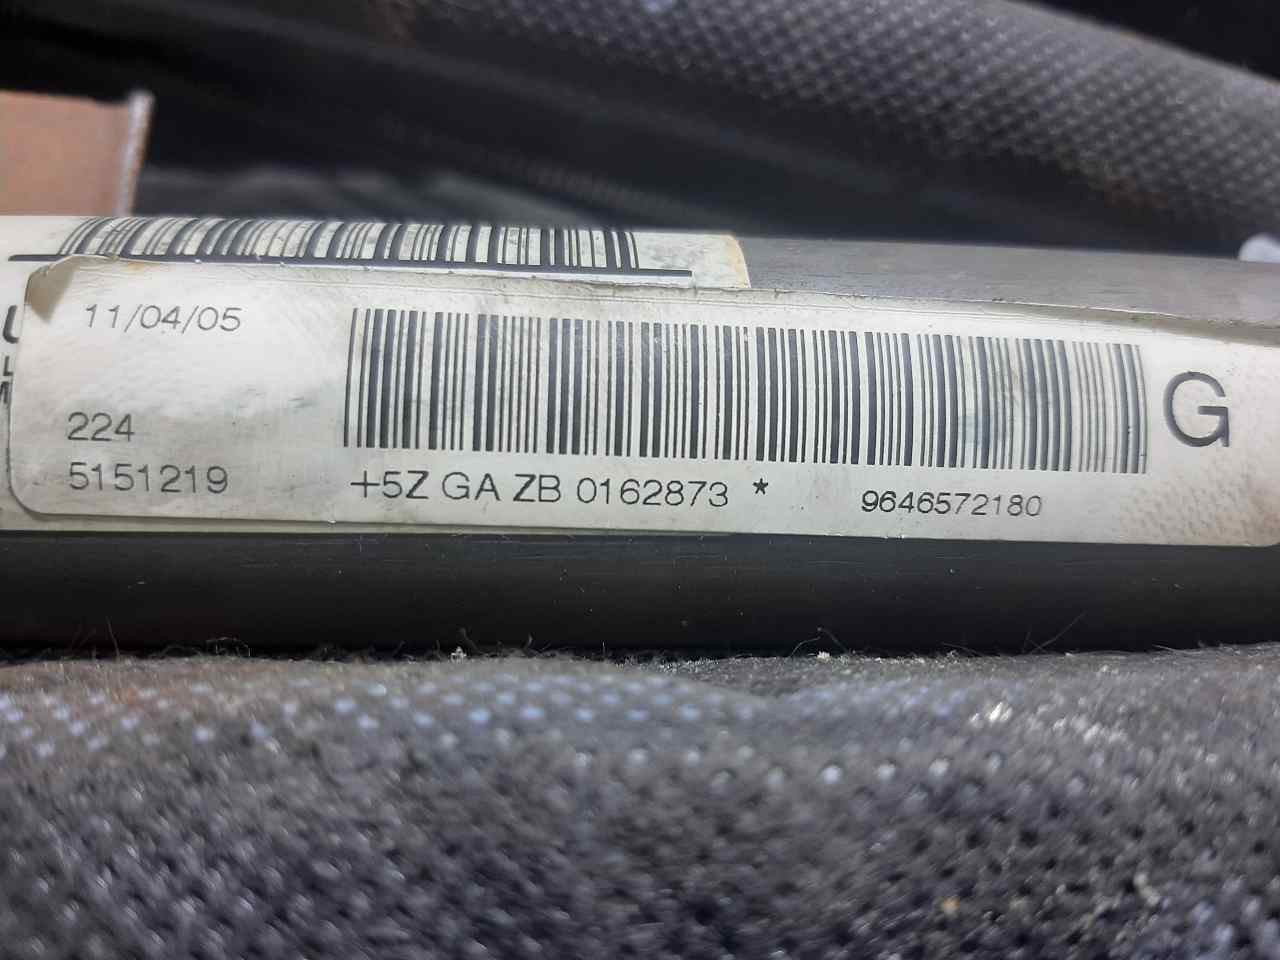 11/04/05
224
5151219
+5Z GA ZB 0162873 *
9646572180
G